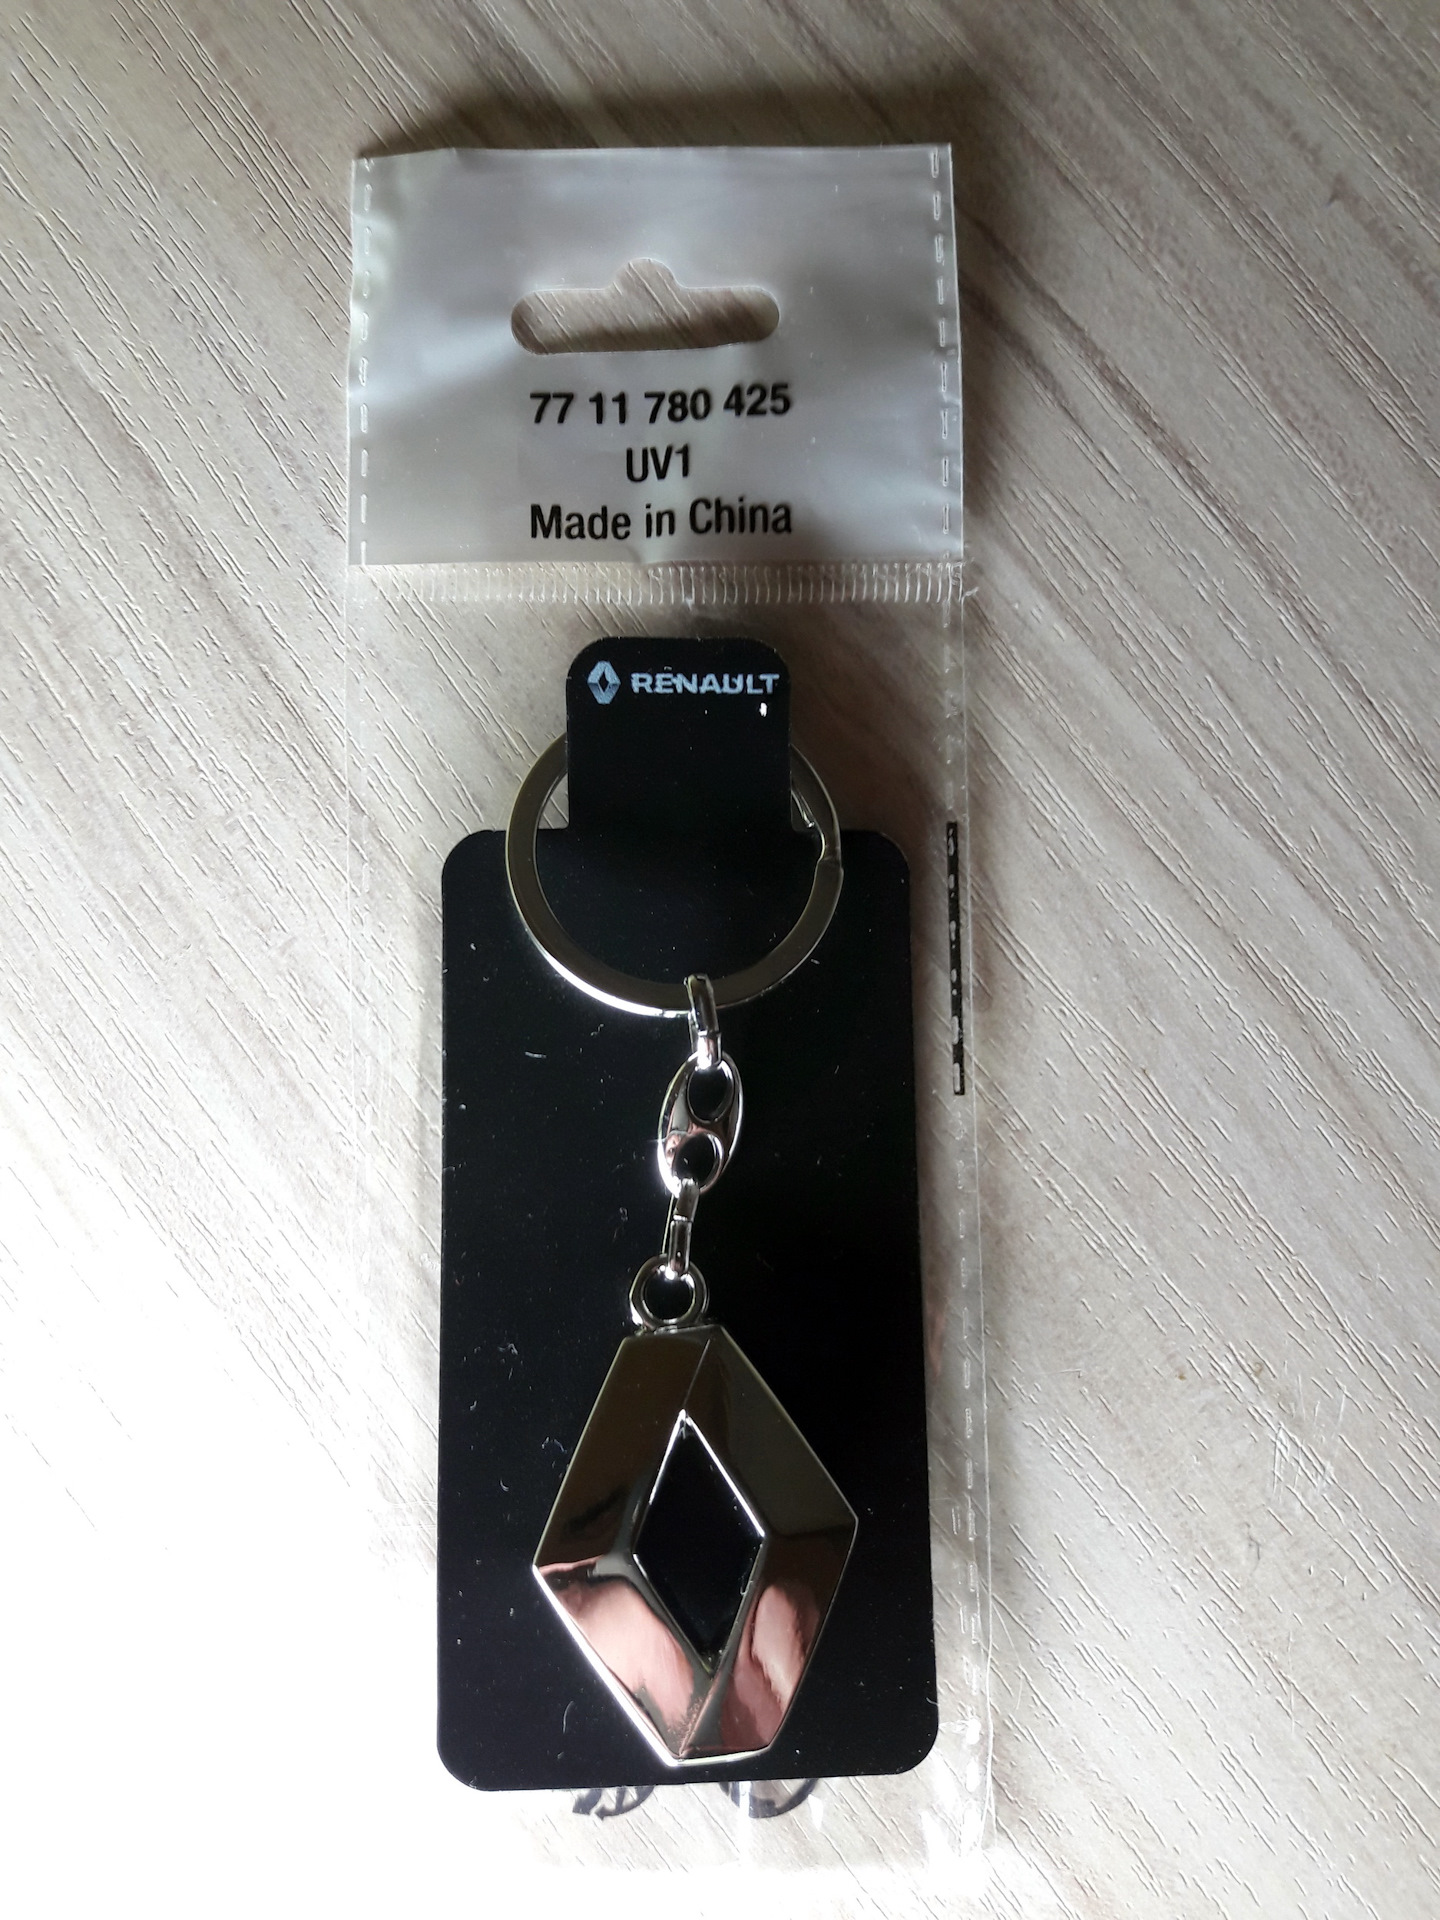 77 11 780 425
UV1
Made in China
RENAULT